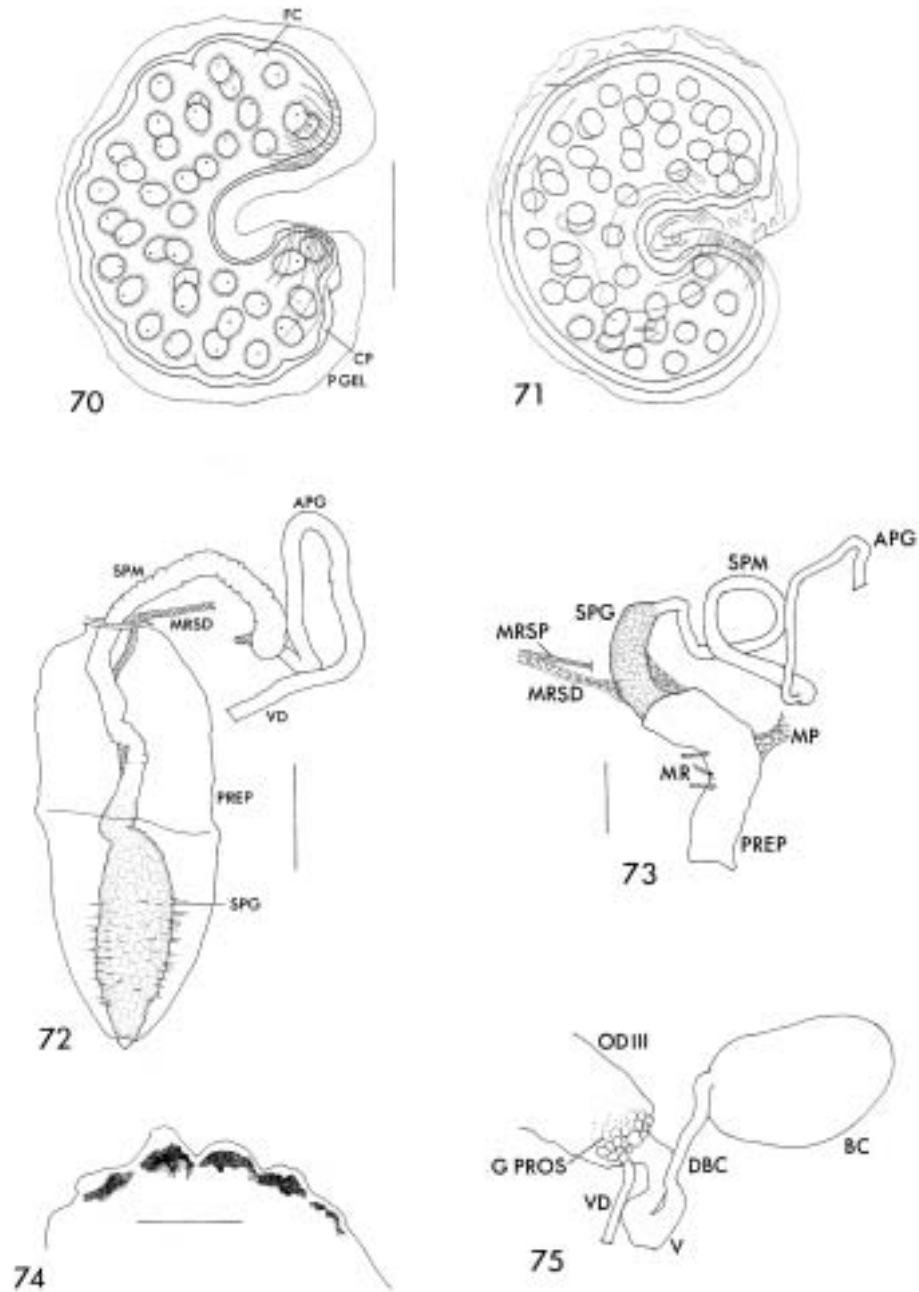 FC
CP
P GEL
70
71
APG
SPM
MRSD
VD
PREP
SPG
72
APG
SPM
SPG
MRSP
MRSD
MP
MR
PREP
73
74
OD III
G PROS
DBC
BC
VD
V
75